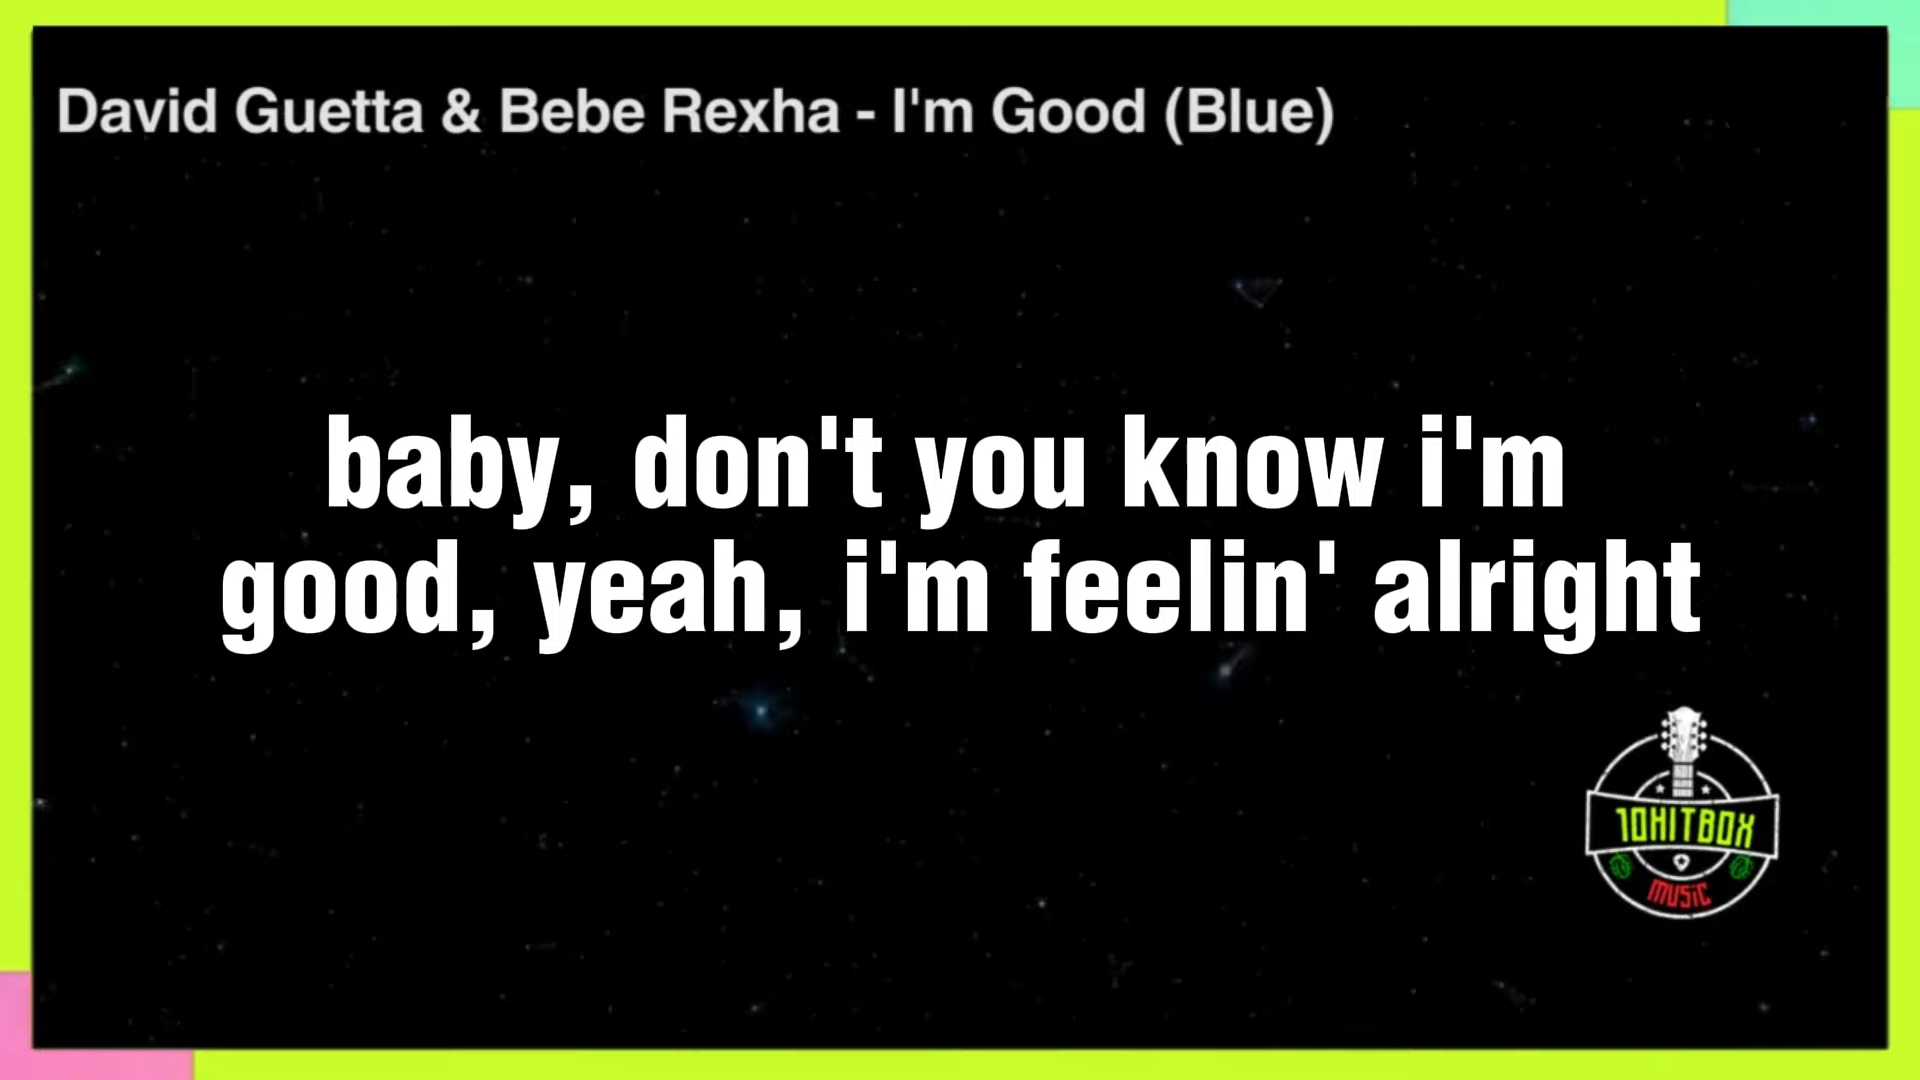 David Guetta & Bebe Rexha - I'm Good (Blue)
baby, don't you know i'm
good, yeah, i'm feelin' alright
10HITBOX
MUSIC